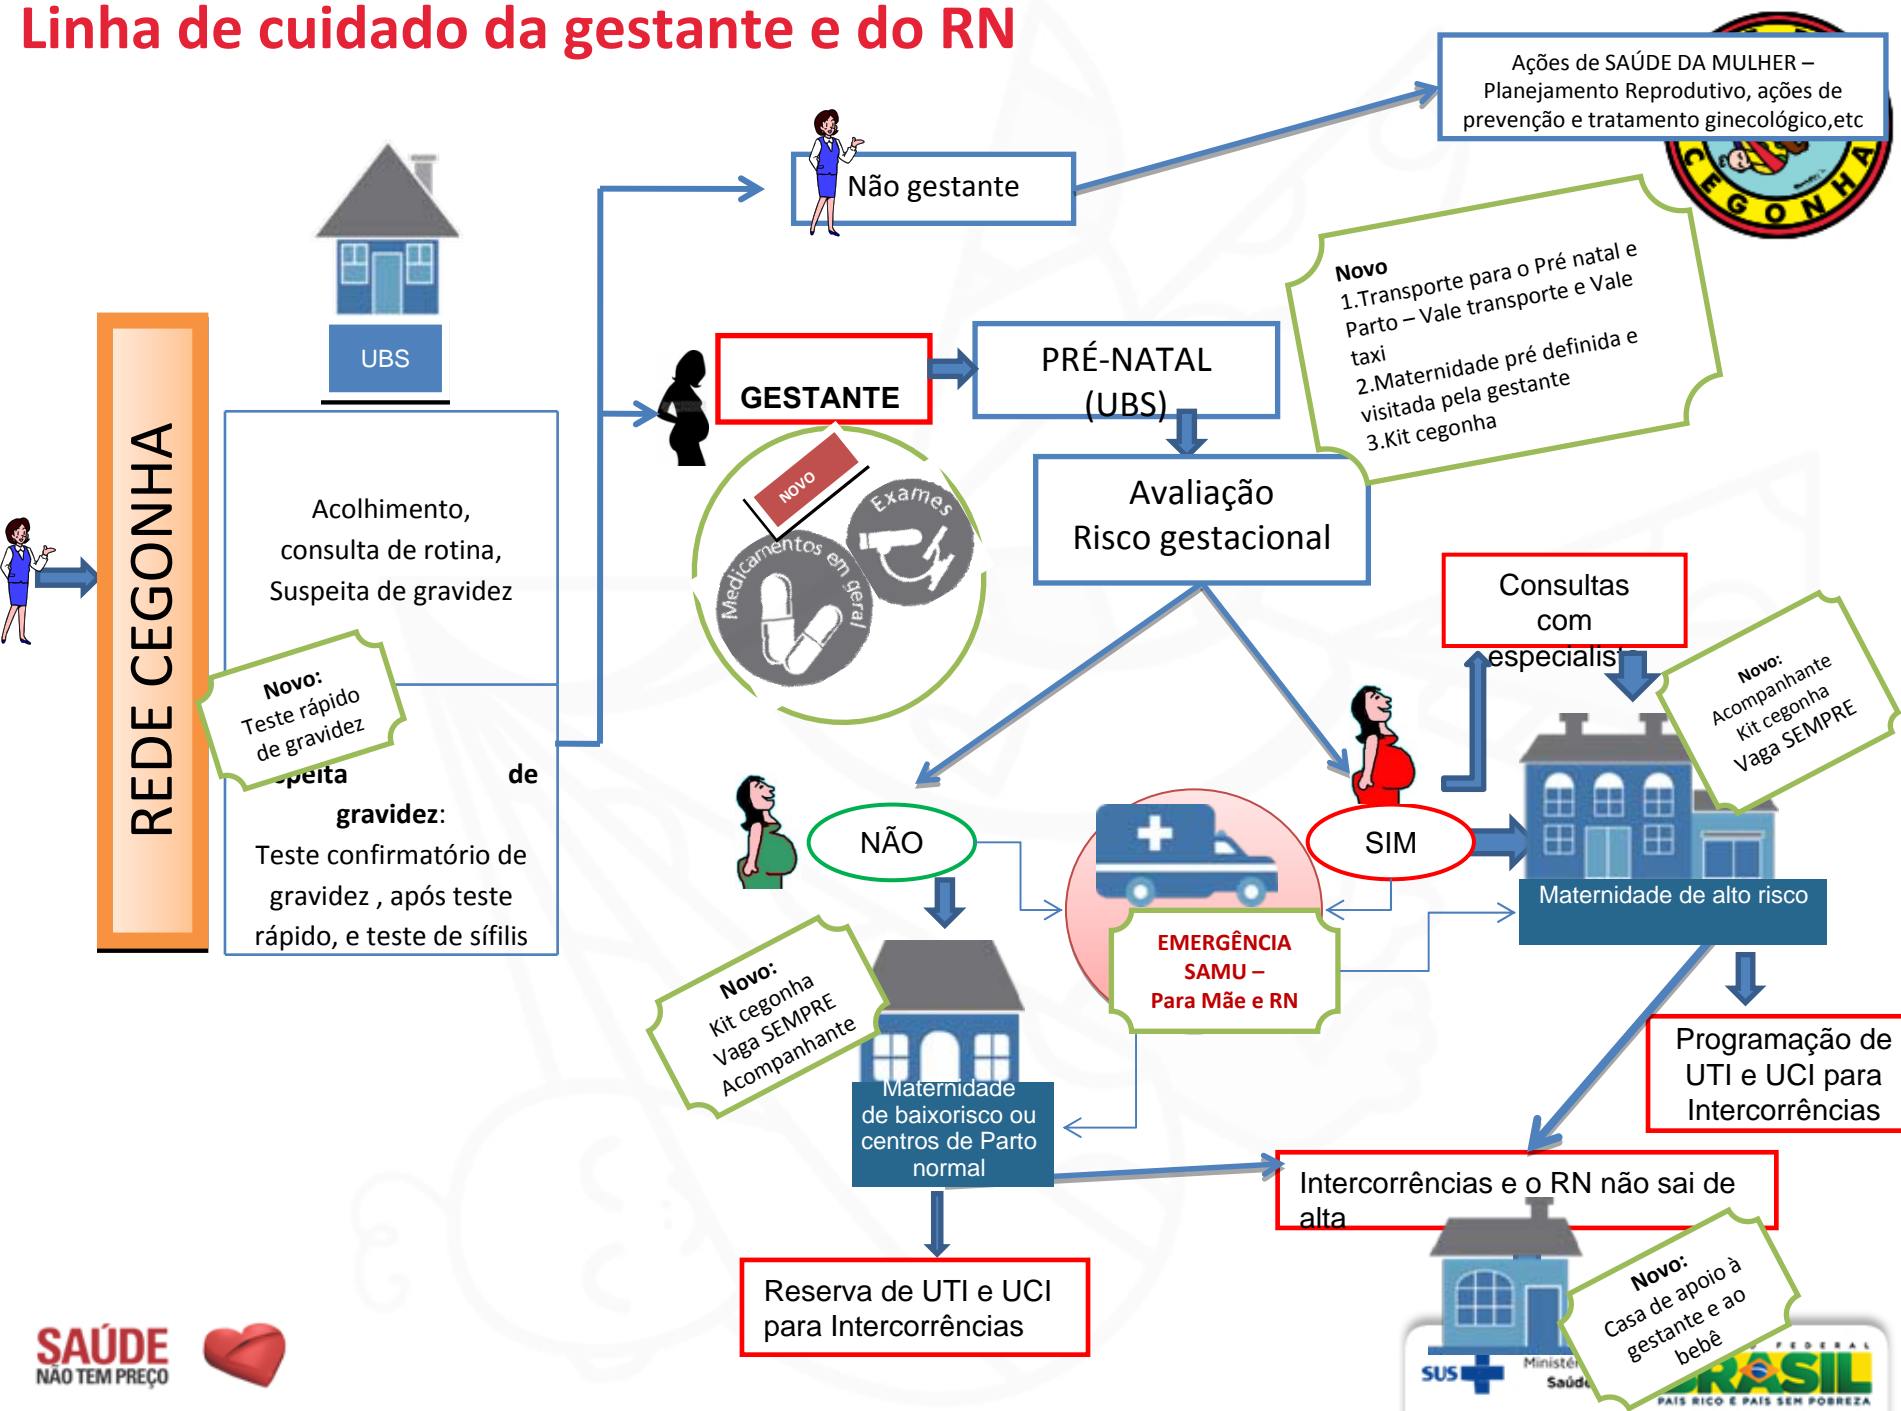 Linha de cuidado da gestante e do RN
Ações de SAÚDE DA MULHER –
Planejamento Reprodutivo, ações de
prevenção e tratamento ginecológico,etc
CEGONHA
Não gestante
Novo
1.Transporte para o Pré natal e
Parto – Vale transporte e Vale
taxi
2.Maternidade pré definida e
visitada pela gestante
3.Kit cegonha
UBS
GESTANTE
PRÉ-NATAL
(UBS)
REDE CEGONHA
Acolhimento,
consulta de rotina,
Suspeita de gravidez
Novo:
Teste rápido
de gravidez
de
gravidez:
Teste confirmatório de
gravidez , após teste
rápido, e teste de sífilis
NOVO
Exames
Medicamentos em geral
Avaliação
Risco gestacional
Consultas
com
Novo:
Acompanhante
Kit cegonha
Vaga SEMPRE
NÃO
SIM
Maternidade de alto risco
EMERGÊNCIA
SAMU –
Para Mãe e RN
Novo:
Kit cegonha
Vaga SEMPRE
Acompanhante
Maternidade
de baixorisco ou
centros de Parto
normal
Programação de
UTI e UCI para
Intercorrências
Intercorrências e o RN não sai de
alta
Reserva de UTI e UCI
para Intercorrências
Novo:
Casa de apoio à
gestante e ao
bebê
SAÚDE
NÃO TEM PREÇO
SUS
FEDERAL
BRASIL
PAÍS RICO É PAÍS SEM POBREZA